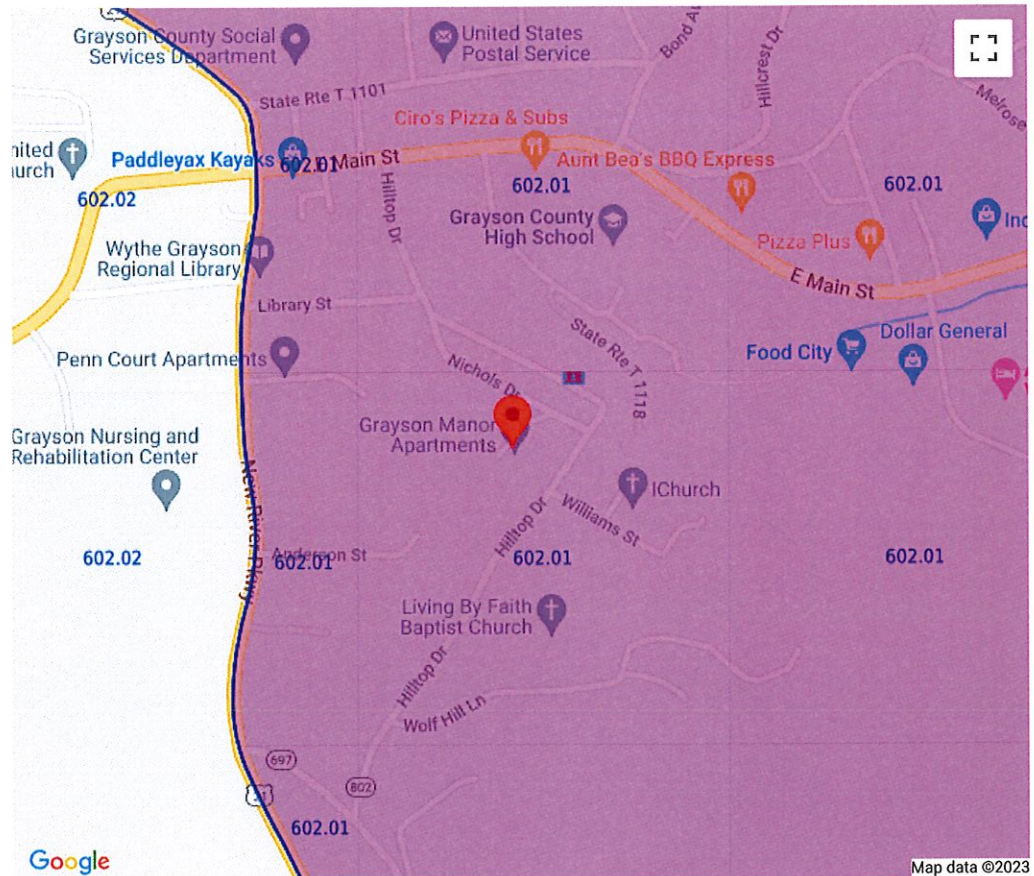 21
Grayson County Social
Services Department
United States
Postal Service
Bond Av
Hillcrest Dr
Melrose
State Rte T 1101
Ciro's Pizza & Subs
nited
urch
Paddleyax Kayaks
602.01
E Main St
Aunt Bea's BBQ Express
602.02
602.01
602.01
Hilltop Dr
Grayson County
High School
Wythe Grayson
Regional Library
Pizza Plus
E Main St
Library St
State Rte T 1118
Penn Court Apartments
Food City
Dollar General
Nichols Dr
Grayson Manor
Apartments
Grayson Nursing and
Rehabilitation Center
IChurch
New River Pkwy
Hilltop Dr
Williams St
602.02
Anderson St
602.01
602.01
602.01
Living By Faith
Baptist Church
Hilltop Dr
Wolf Hill Ln
697
802
21
602.01
Google
Map data ©2023